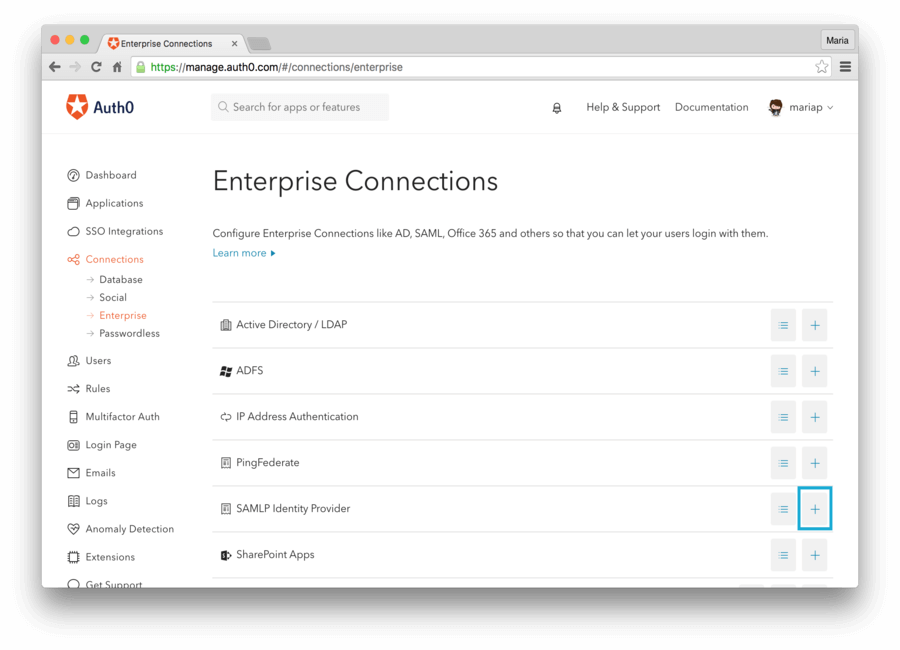 Enterprise Connections
Maria
https://manage.auth0.com/#/connections/enterprise
Auth0
Search for apps or features
Help & Support
Documentation
mariap
Dashboard
Applications
SSO Integrations
Connections
Database
Social
Enterprise
Passwordless
Users
Rules
Multifactor Auth
Login Page
Emails
Logs
Anomaly Detection
Extensions
Get Support
Enterprise Connections
Configure Enterprise Connections like AD, SAML, Office 365 and others so that you can let your users login with them.
Learn more
Active Directory / LDAP
ADFS
IP Address Authentication
PingFederate
SAMLP Identity Provider
SharePoint Apps